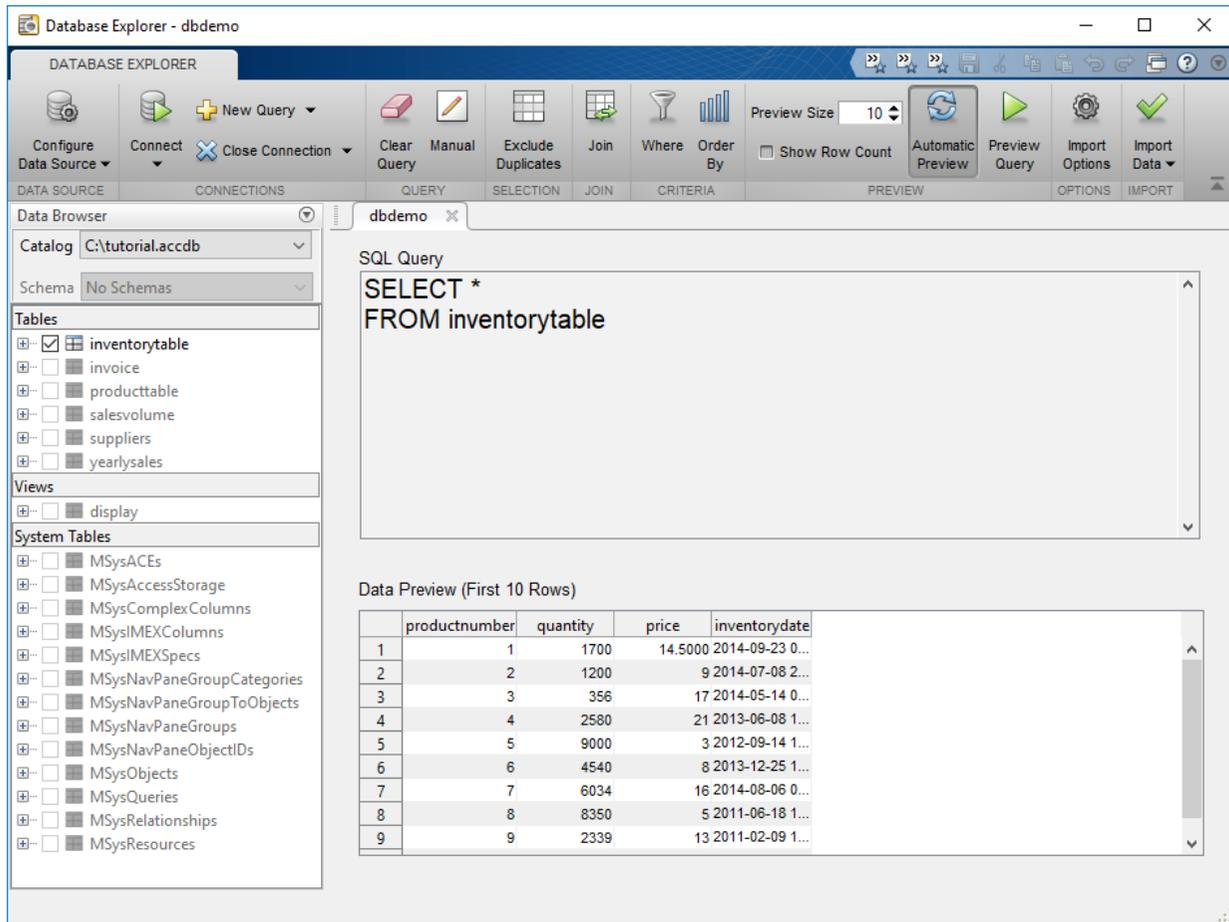 Database Explorer - dbdemo
DATABASE EXPLORER
Configure Data Source
Connect
New Query
Close Connection
Clear Query
Manual
Exclude Duplicates
Join
Where
Order By
Preview Size 10
Show Row Count
Automatic Preview
Preview Query
Import Options
Import Data
DATA SOURCE CONNECTIONS QUERY SELECTION JOIN CRITERIA PREVIEW OPTIONS IMPORT
Data Browser
Catalog C:\tutorial.accdb
Schema No Schemas
Tables
inventorytable
invoice
producttable
salesvolume
suppliers
yearlysales
Views
display
System Tables
MSysACEs
MSysAccessStorage
MSysComplexColumns
MSysIMEXColumns
MSysIMEXSpecs
MSysNavPaneGroupCategories
MSysNavPaneGroupToObjects
MSysNavPaneGroups
MSysNavPaneObjectIDs
MSysObjects
MSysQueries
MSysRelationships
MSysResources
dbdemo
SQL Query
SELECT *
FROM inventorytable
Data Preview (First 10 Rows)
productnumber quantity price inventorydate
1 1 1700 14.5000 2014-09-23 0...
2 2 1200 9 2014-07-08 2...
3 3 356 17 2014-05-14 0...
4 4 2580 21 2013-06-08 1...
5 5 9000 3 2012-09-14 1...
6 6 4540 8 2013-12-25 1...
7 7 6034 16 2014-08-06 0...
8 8 8350 5 2011-06-18 1...
9 9 2339 13 2011-02-09 1...